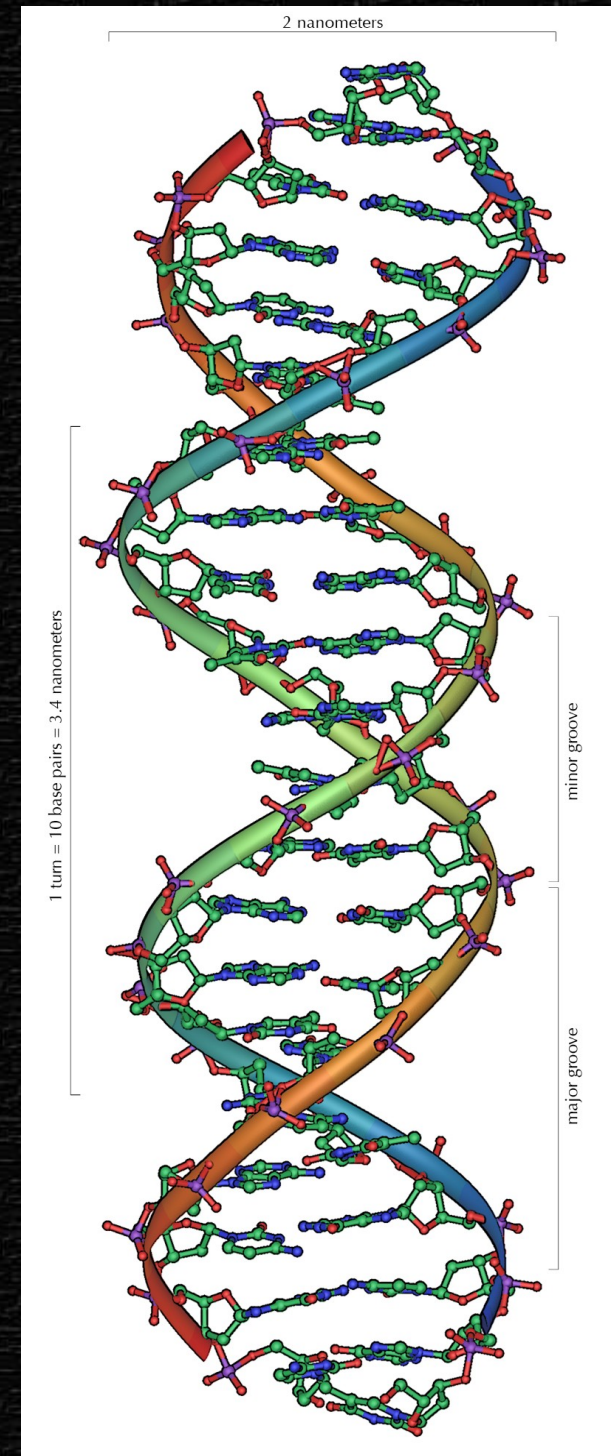 2 nanometers
1 turn = 10 base pairs = 3.4 nanometers
minor groove
major groove